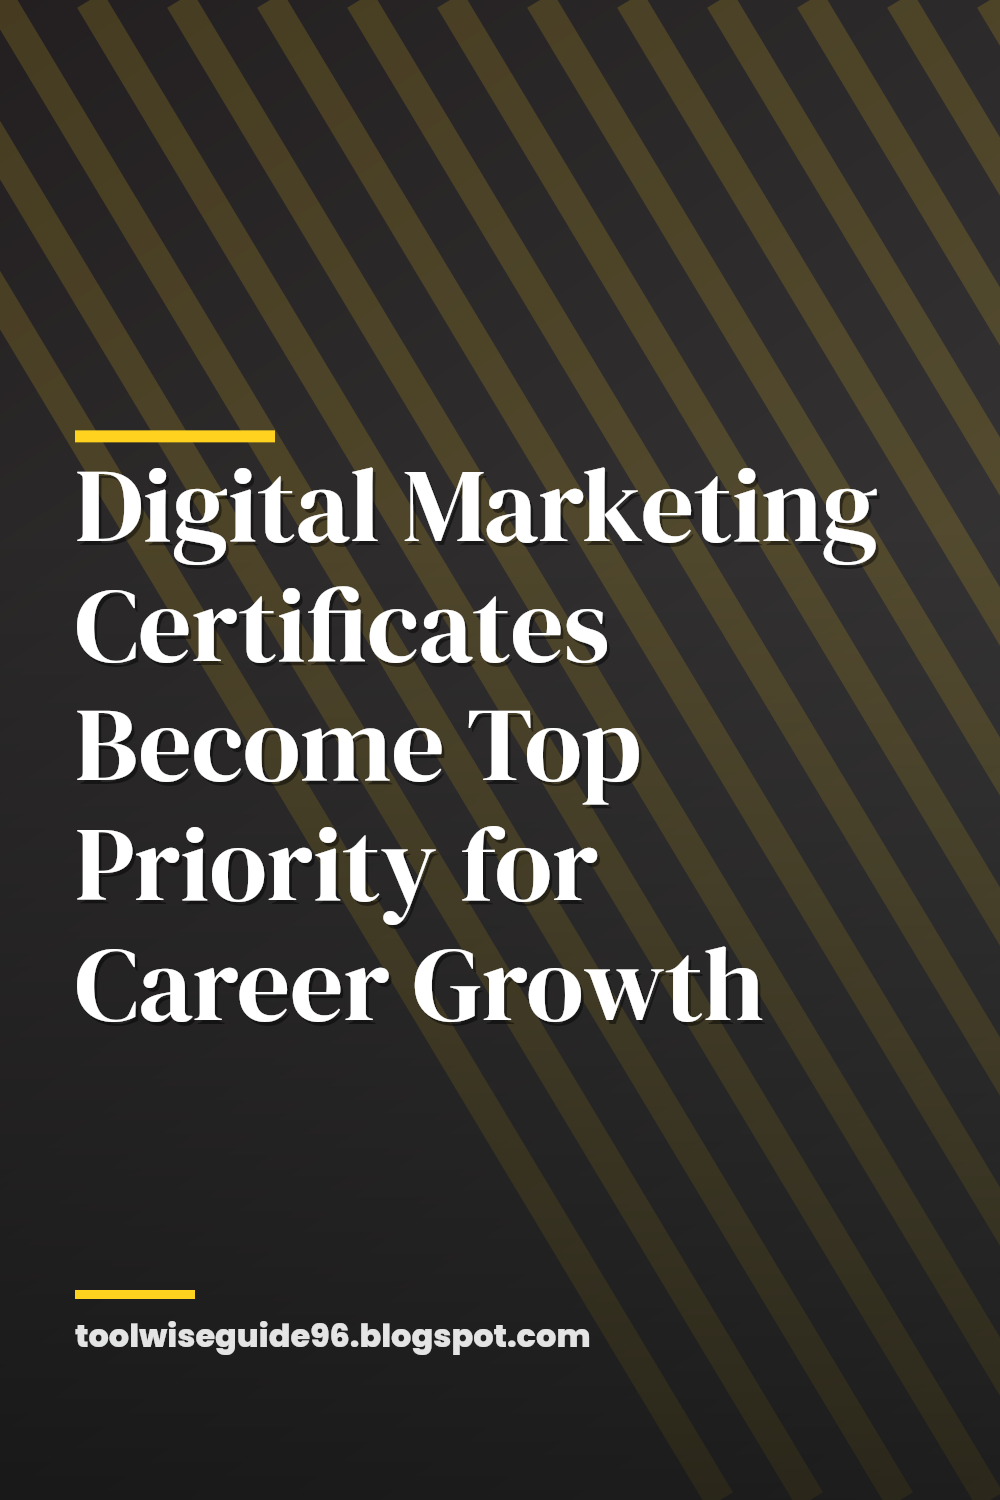 Digital Marketing
Certificates
Become Top
Priority for
Career Growth
toolwiseguide96.blogspot.com